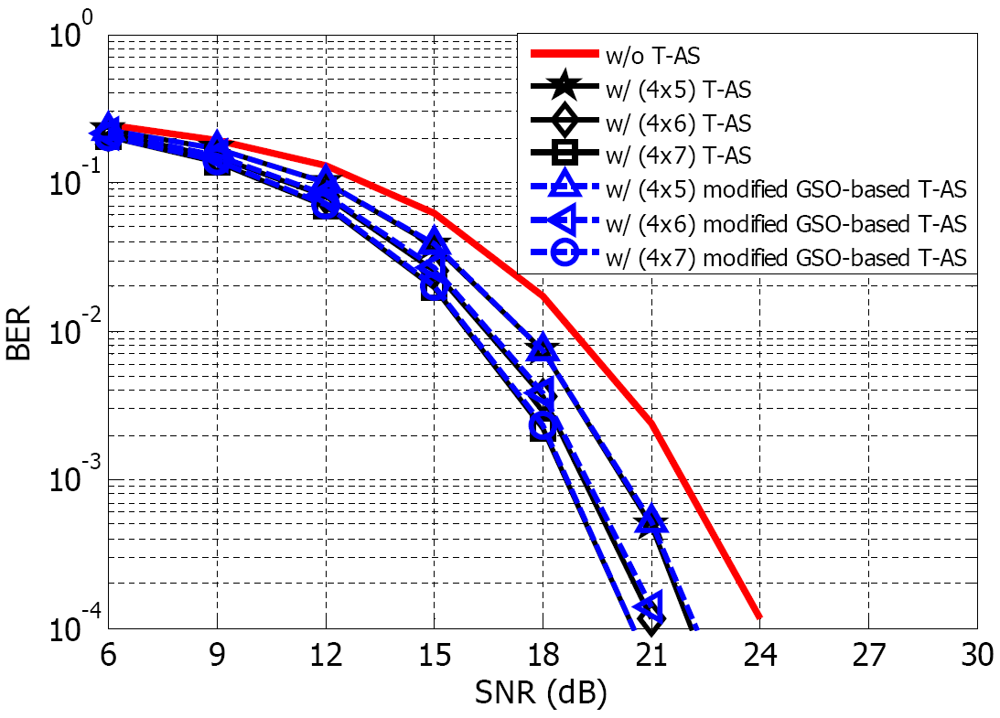 10^0
10^-1
10^-2
10^-3
10^-4
BER
w/o T-AS
w/ (4x5) T-AS
w/ (4x6) T-AS
w/ (4x7) T-AS
w/ (4x5) modified GSO-based T-AS
w/ (4x6) modified GSO-based T-AS
w/ (4x7) modified GSO-based T-AS
6 9 12 15 18 21 24 27 30
SNR (dB)